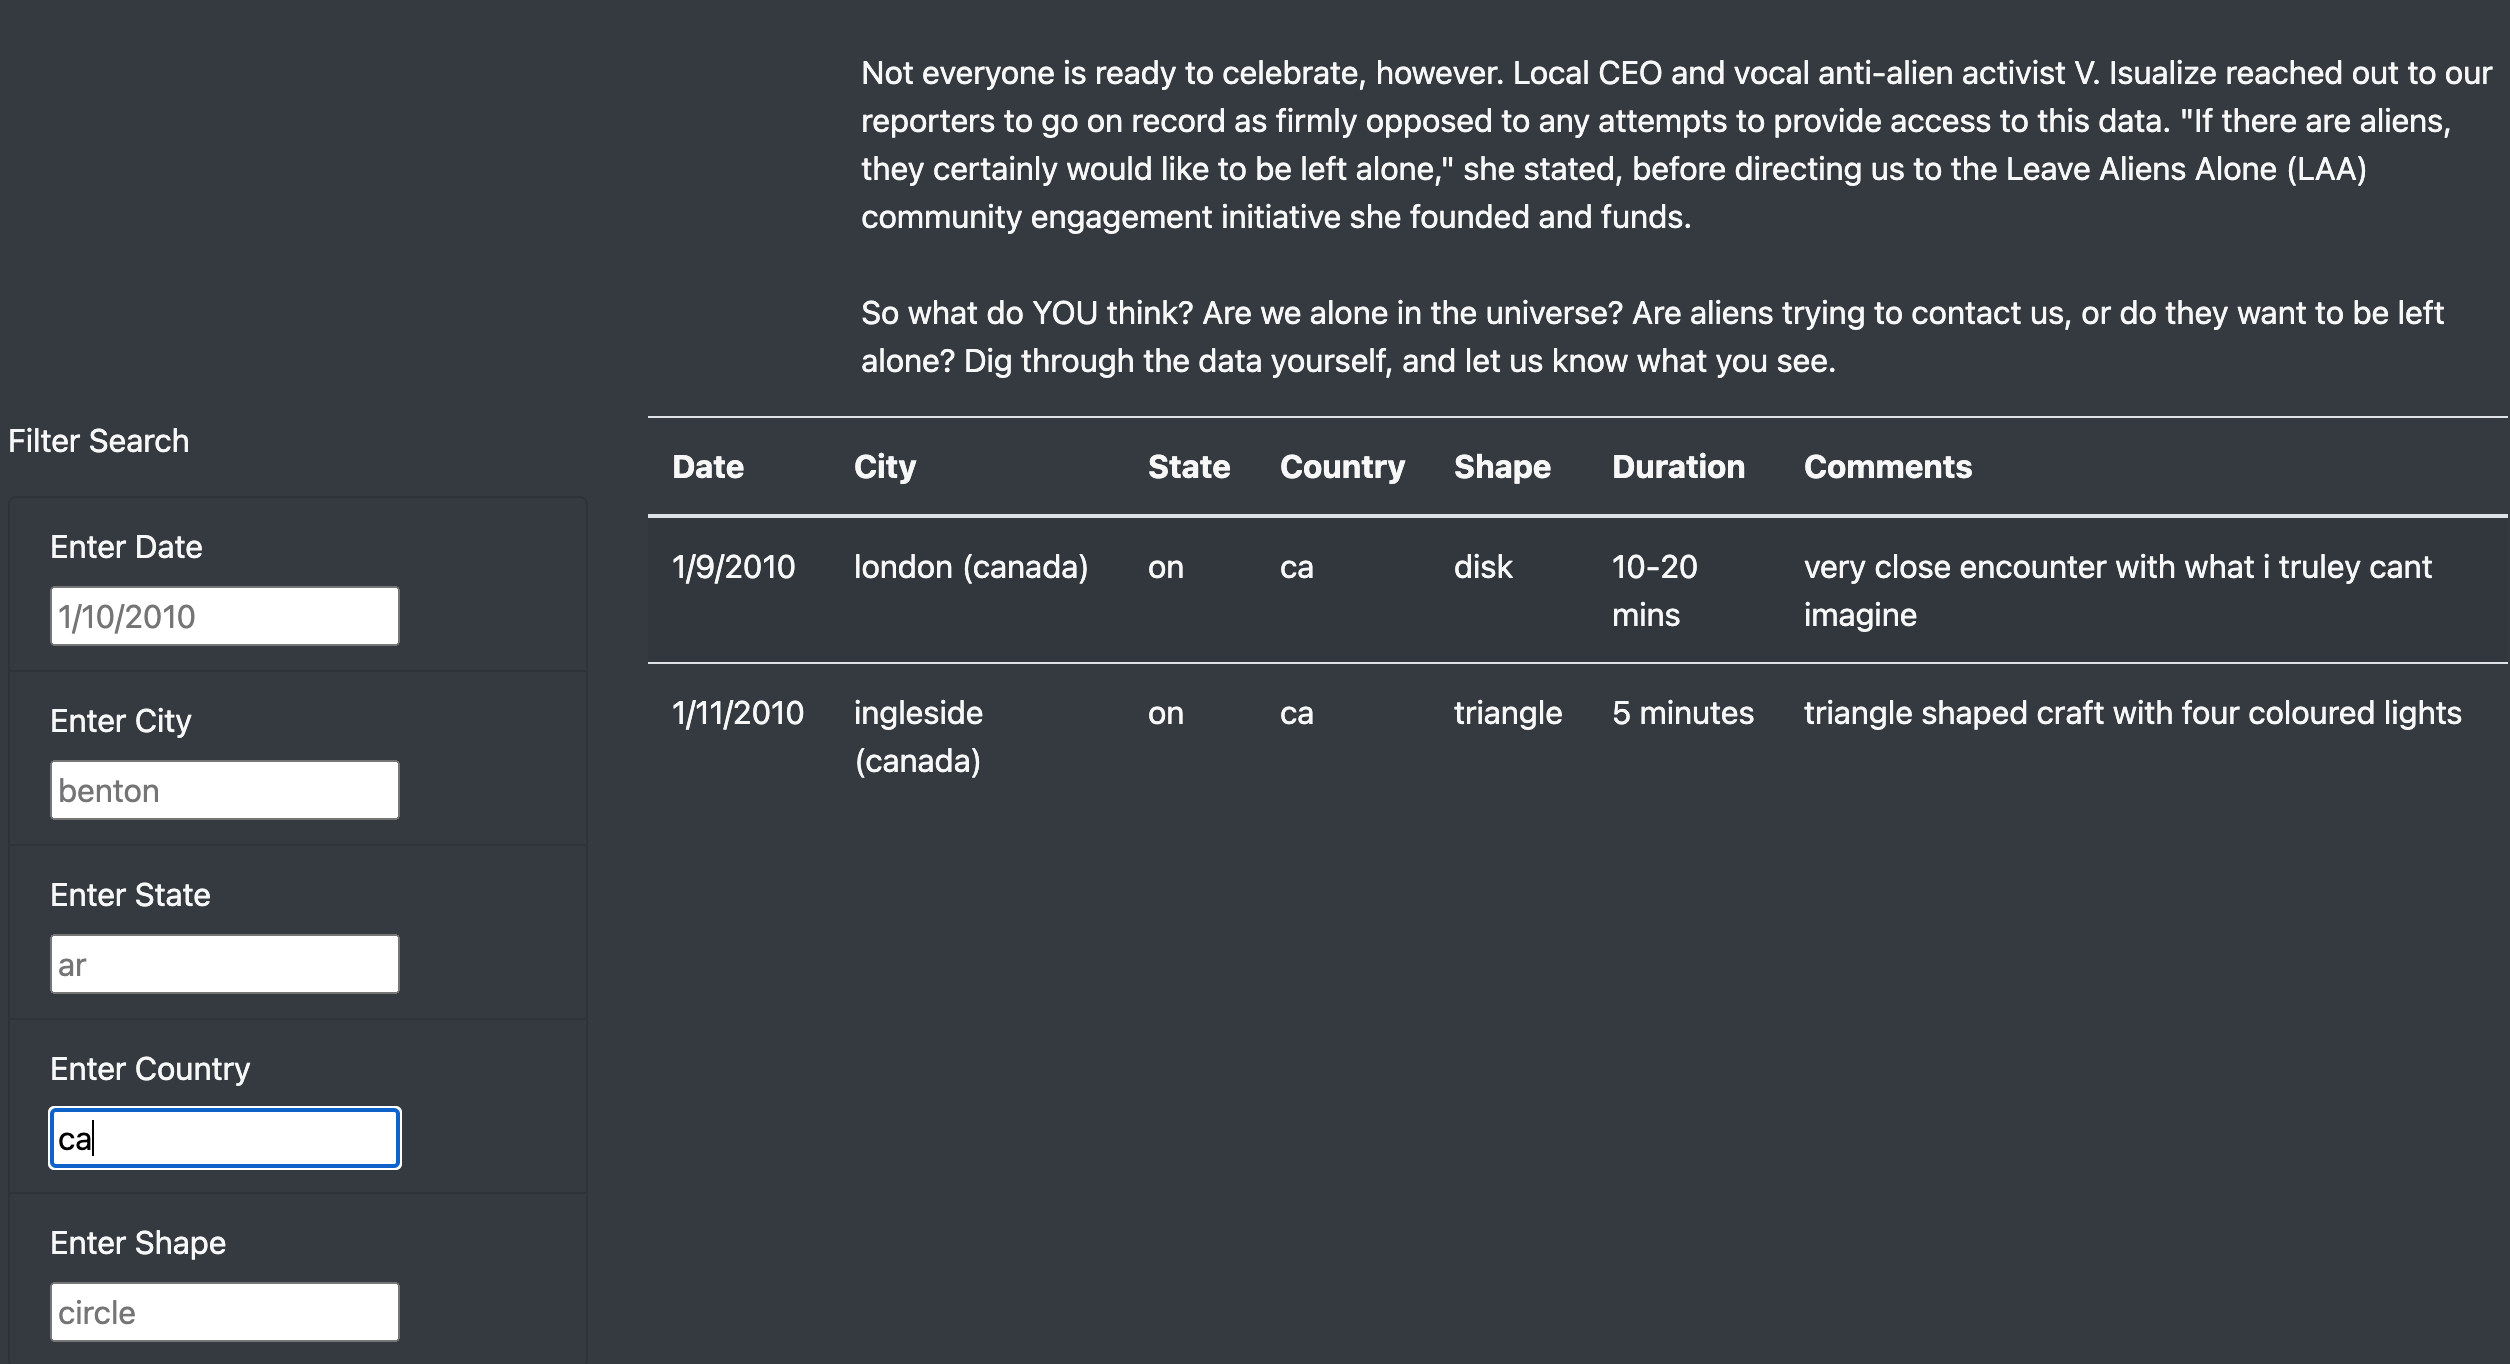 Not everyone is ready to celebrate, however. Local CEO and vocal anti-alien activist V. Isualize reached out to our
reporters to go on record as firmly opposed to any attempts to provide access to this data. "If there are aliens,
they certainly would like to be left alone," she stated, before directing us to the Leave Aliens Alone (LAA)
community engagement initiative she founded and funds.
So what do YOU think? Are we alone in the universe? Are aliens trying to contact us, or do they want to be left
alone? Dig through the data yourself, and let us know what you see.
Filter Search
Enter Date
1/10/2010
Enter City
benton
Enter State
ar
Enter Country
ca
Enter Shape
circle
Date City State Country Shape Duration Comments
1/9/2010 london (canada) on ca disk 10-20 very close encounter with what i truley cant
mins imagine
1/11/2010 ingleside on ca triangle 5 minutes triangle shaped craft with four coloured lights
(canada)